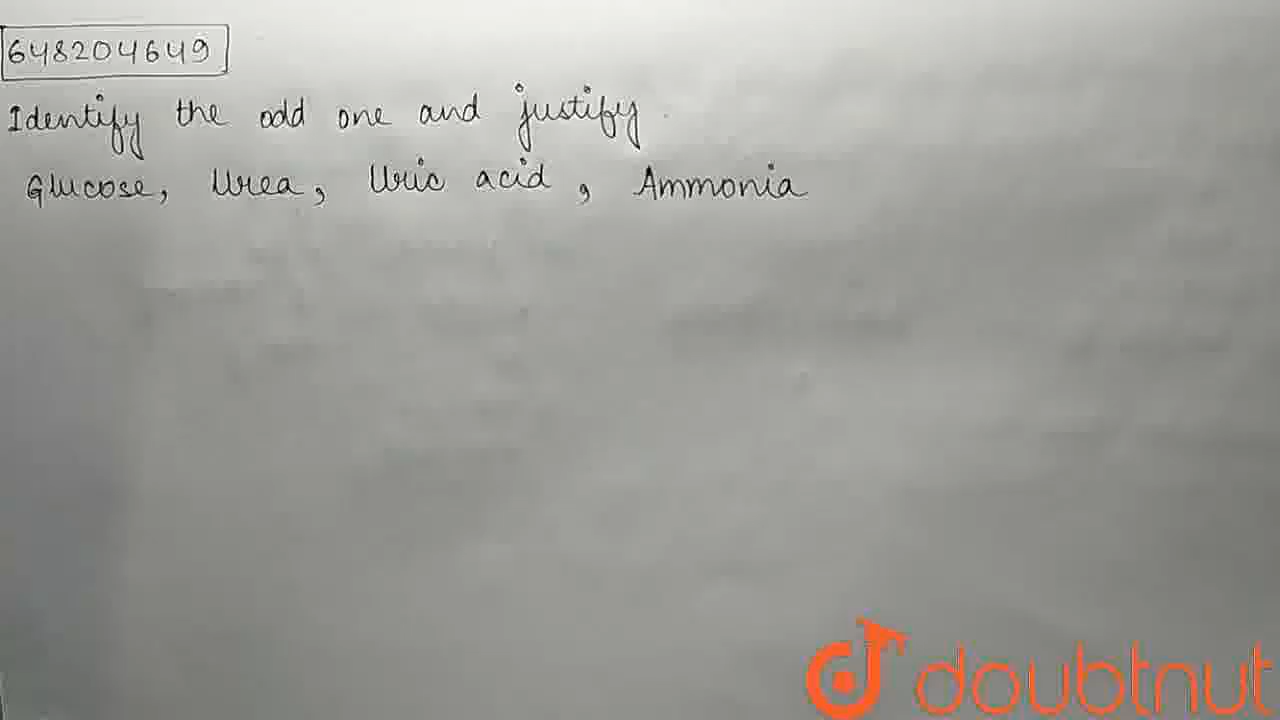 648204649
Identify the odd one and justify.
Glucose, Urea, Uric acid, Ammonia
doubtnut